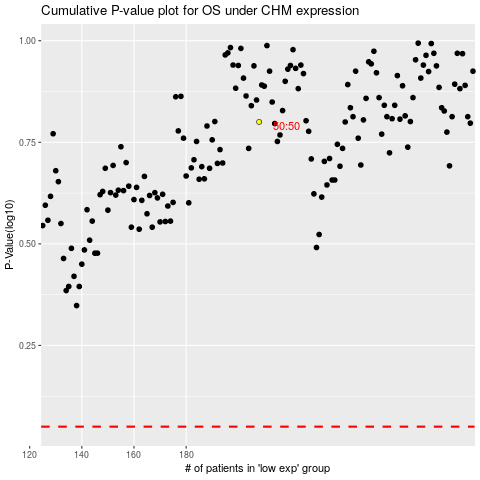 Cumulative P-value plot for OS under CHM expression
P-Value(log10)
1.00
0.75
0.50
0.25
50:50
120 140 160 180
# of patients in 'low exp' group